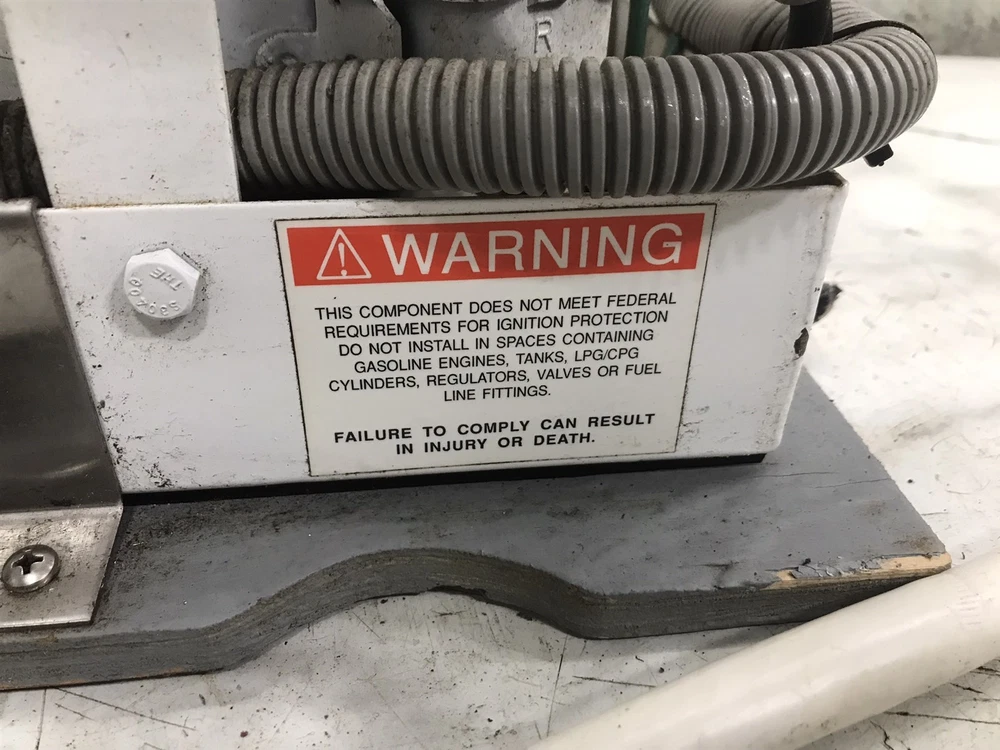 R
WARNING
THIS COMPONENT DOES NOT MEET FEDERAL
REQUIREMENTS FOR IGNITION PROTECTION
DO NOT INSTALL IN SPACES CONTAINING
GASOLINE ENGINES, TANKS, LPG/CPG
CYLINDERS, REGULATORS, VALVES OR FUEL
LINE FITTINGS.
FAILURE TO COMPLY CAN RESULT
IN INJURY OR DEATH.
THE